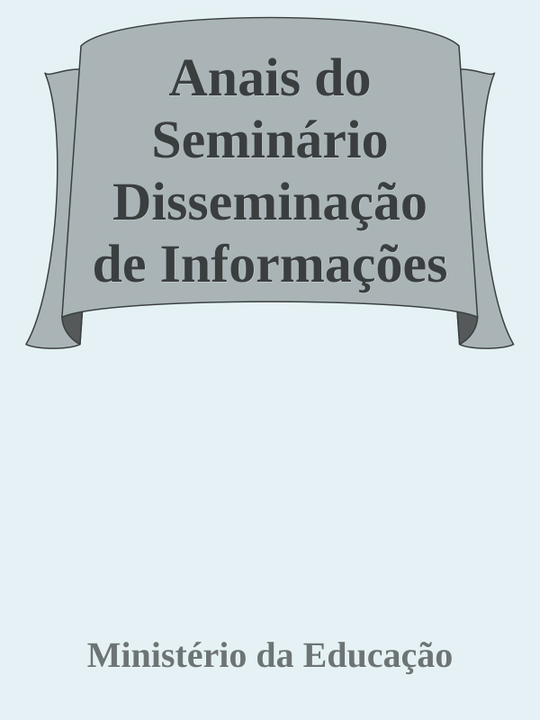 Anais do
Seminário
Disseminação
de Informações
Ministério da Educação